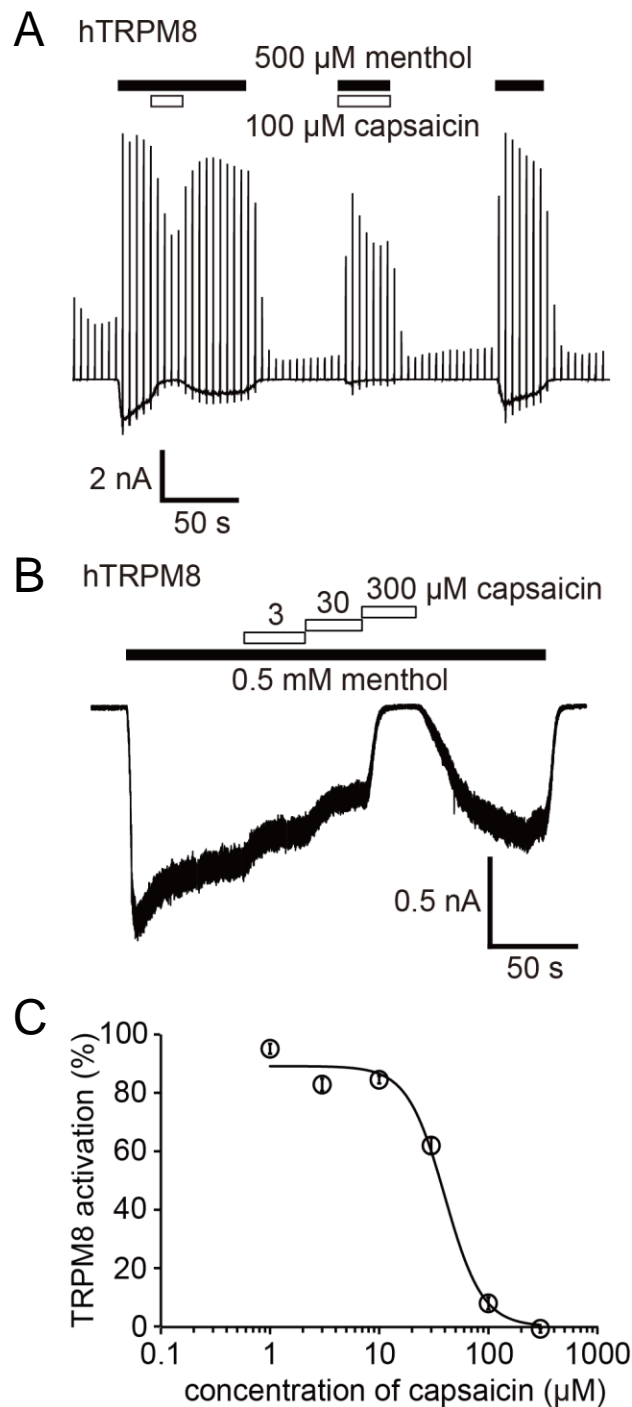 A hTRPM8
500 µM menthol
100 µM capsaicin
2 nA
50 s
B hTRPM8
3 30 300 µM capsaicin
0.5 mM menthol
0.5 nA
50 s
C
TRPM8 activation (%)
100
80
60
40
20
0
0.1 1 10 100 1000
concentration of capsaicin (µM)